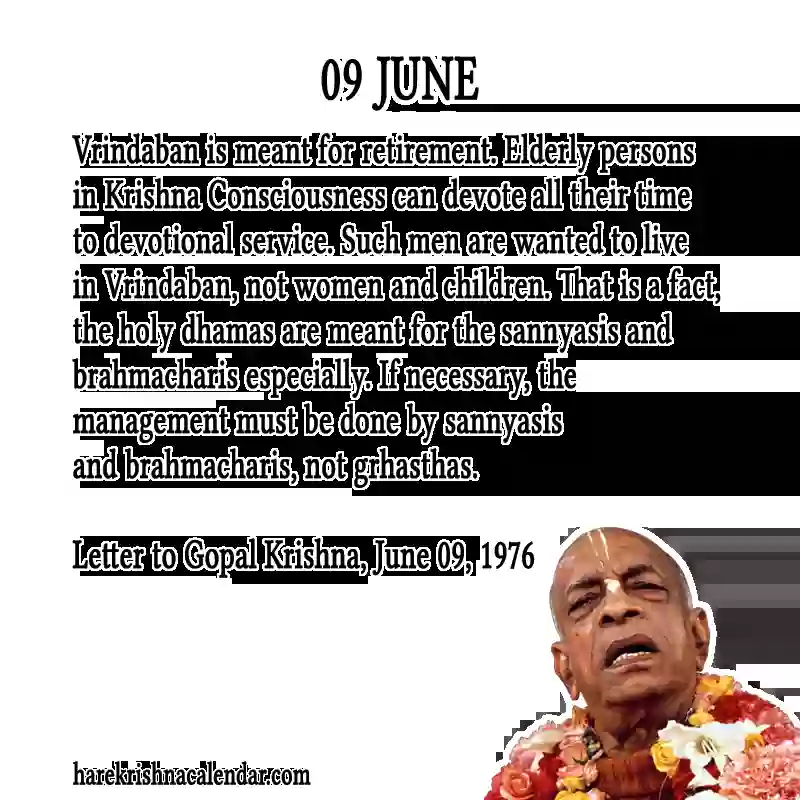 09 JUNE
Vrindaban is meant for retirement. Elderly persons
in Krishna Consciousness can devote all their time
to devotional service. Such men are wanted to live
in Vrindaban, not women and children. That is a fact,
the holy dhamas are meant for the sannyasis and
brahmacharis especially. If necessary, the
management must be done by sannyasis
and brahmacharis, not grhasthas.
Letter to Gopal Krishna, June 09, 1976
harekrishnacalendar.com